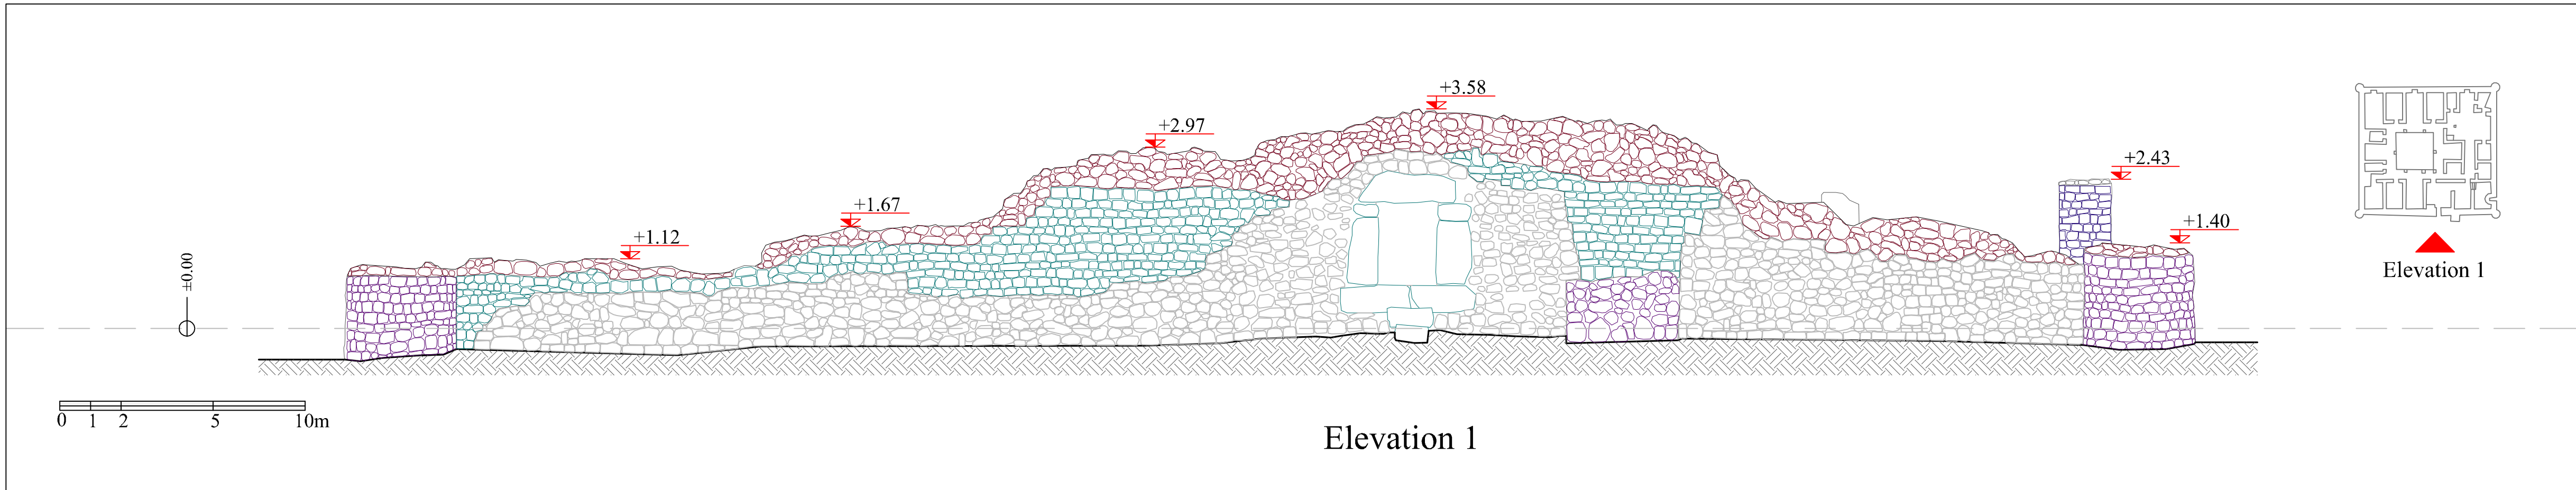 +3.58
+2.97
+2.43
+1.67
+1.40
+1.12
±0.00
Elevation 1
0 1 2 5 10m
Elevation 1